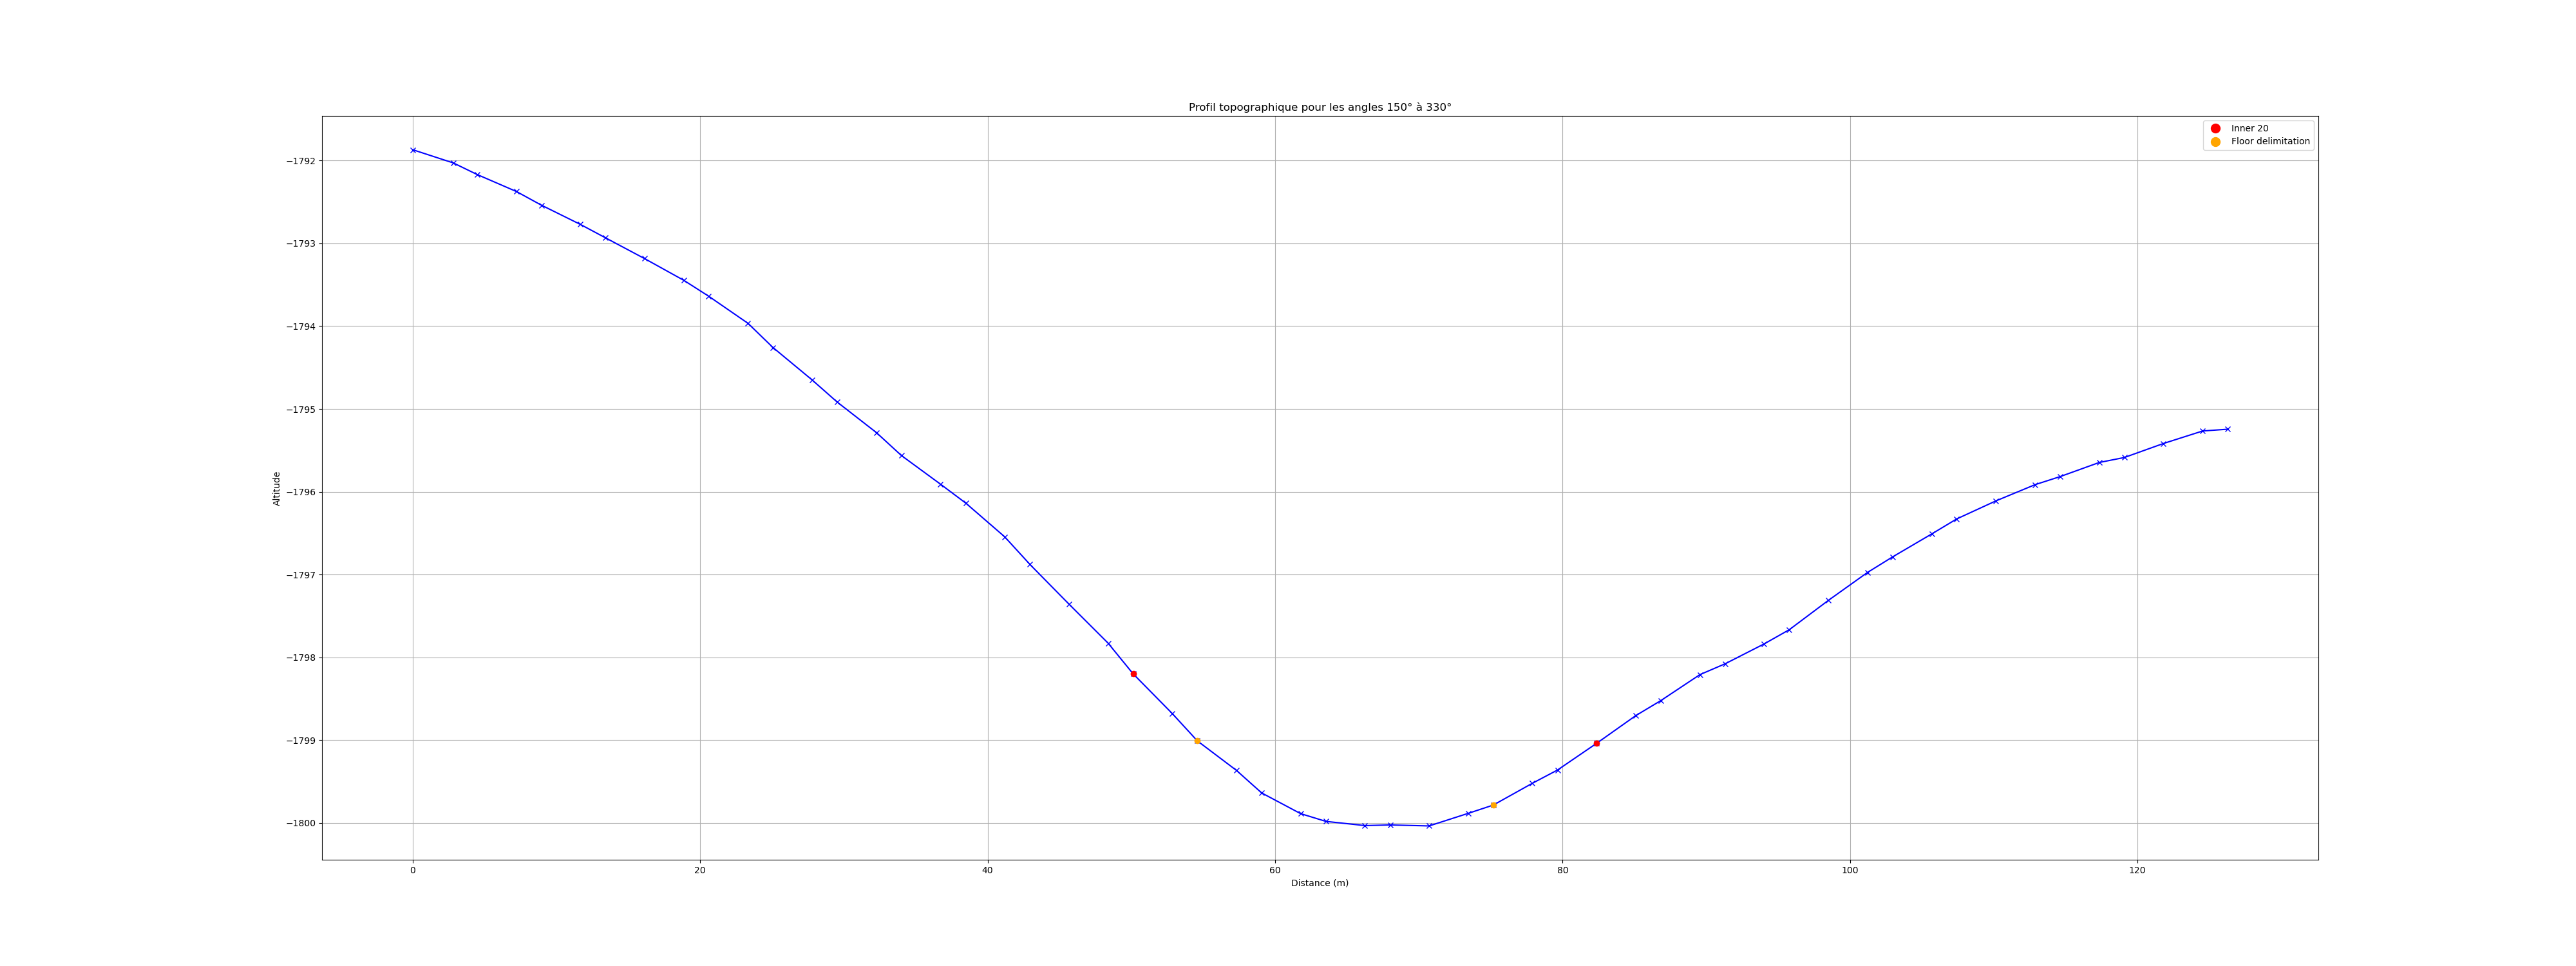 Profil topographique pour les angles 150° à 330°
Inner 20
Floor delimitation
−1792
−1793
−1794
−1795
−1796
−1797
−1798
−1799
−1800
Altitude
0 20 40 60 80 100 120
Distance (m)